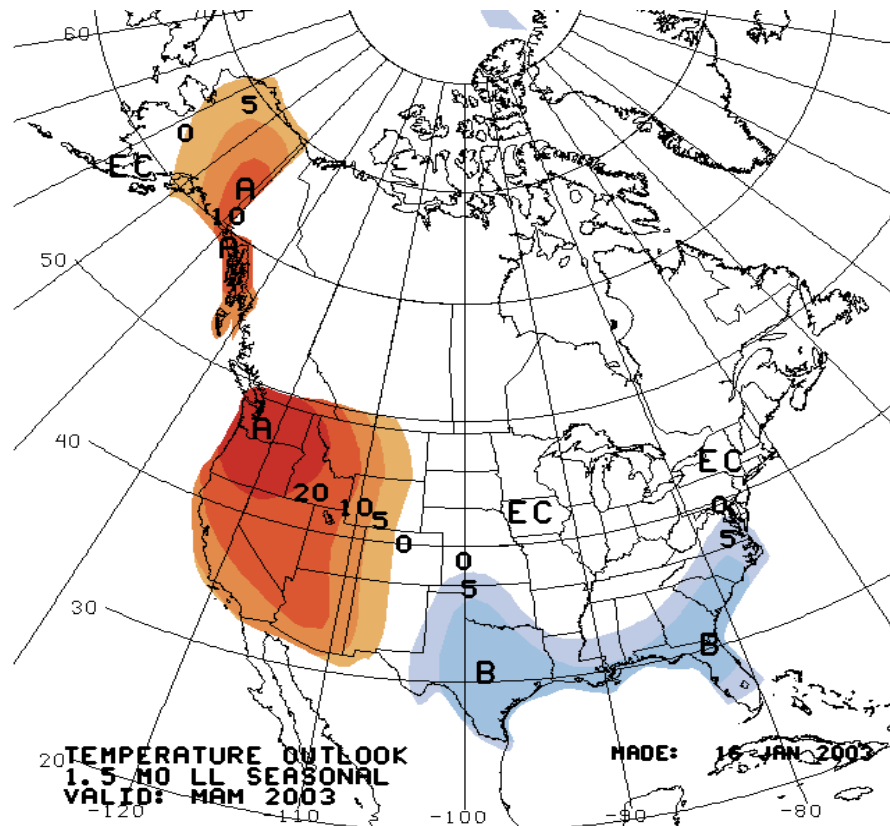 60
5
0
EC
A
10
A
50
A
40
EC
20
10
5
EC
0
5
0
0
5
30
B
B
TEMPERATURE OUTLOOK
1.5 MO LL SEASONAL
VALID: MAM 2003
MADE: 16 JAN 2003
20
-120
-110
-100
-90
-80